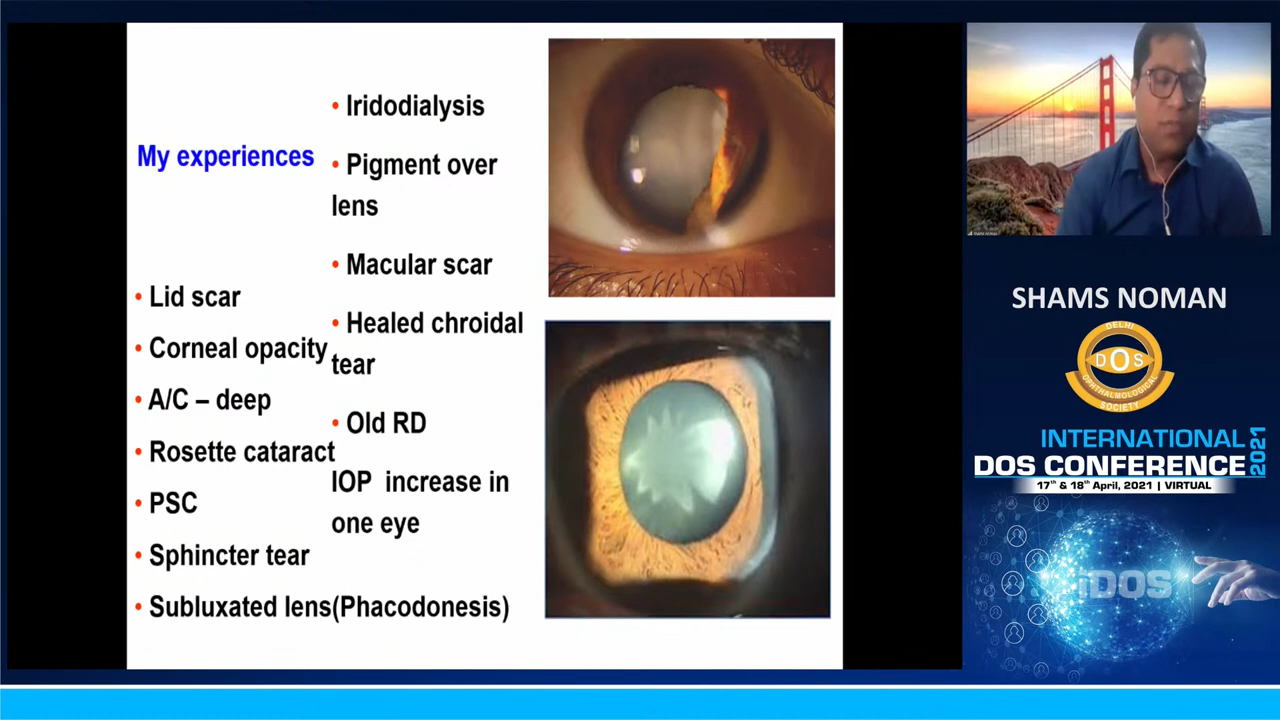 My experiences
• Lid scar
• Corneal opacity
• A/C – deep
• Rosette cataract
• PSC
• Sphincter tear
• Subluxated lens(Phacodonesis)
• Iridodialysis
• Pigment over
lens
• Macular scar
• Healed chroidal
tear
• Old RD
IOP increase in
one eye
SHAMS NOMAN
DELHI
DOS
OPHTHALMOLOGICAL
SOCIETY
INTERNATIONAL
DOS CONFERENCE
2021
17th & 18th April, 2021 | VIRTUAL
iDOS